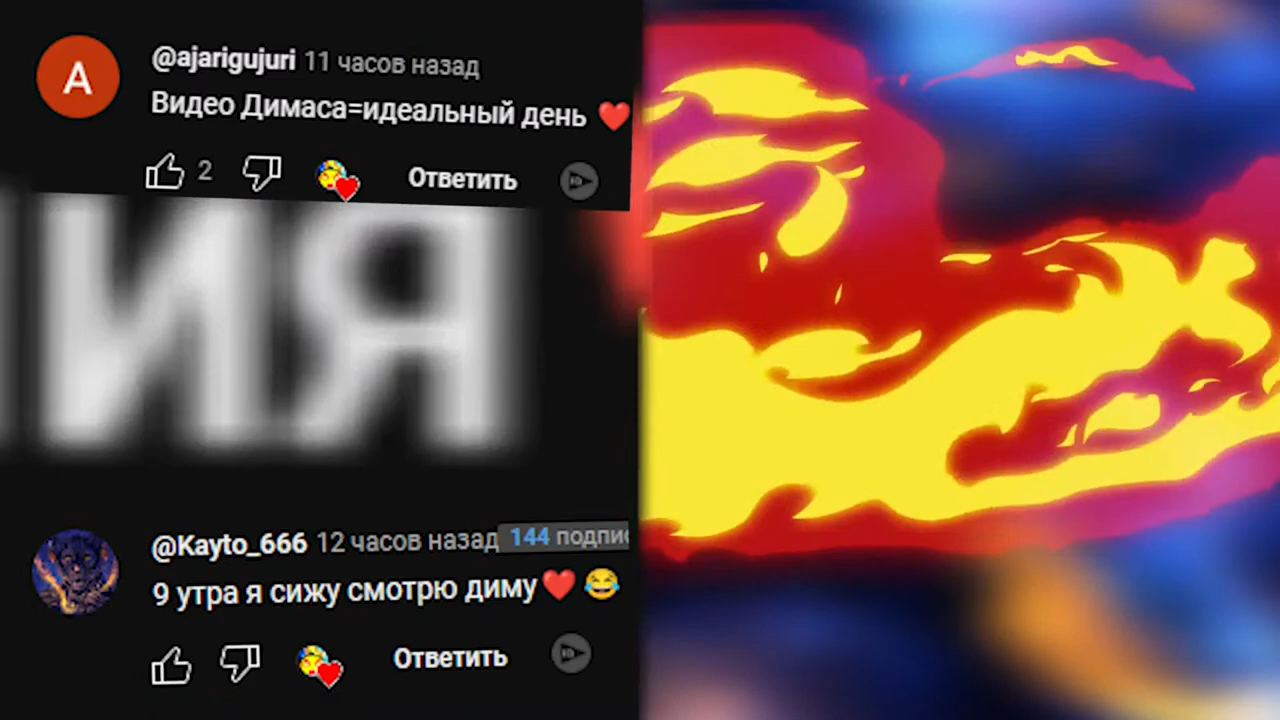 A
@ajarigujuri 11 часов назад
Видео Димаса=идеальный день ❤️
2
Ответить
ИЯ
@Kayto_666 12 часов назад 144 подпис
9 утра я сижу смотрю диму ❤️ 😂
Ответить